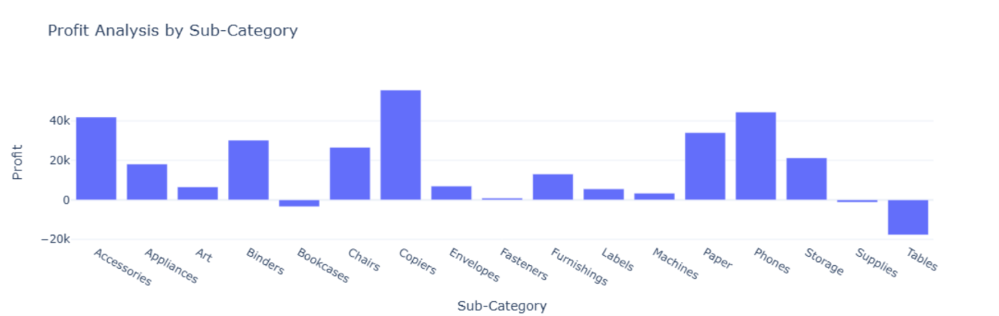 Profit Analysis by Sub-Category
Profit
40k
20k
0
−20k
Accessories
Appliances
Art
Binders
Bookcases
Chairs
Copiers
Envelopes
Fasteners
Furnishings
Labels
Machines
Paper
Phones
Storage
Supplies
Tables
Sub-Category